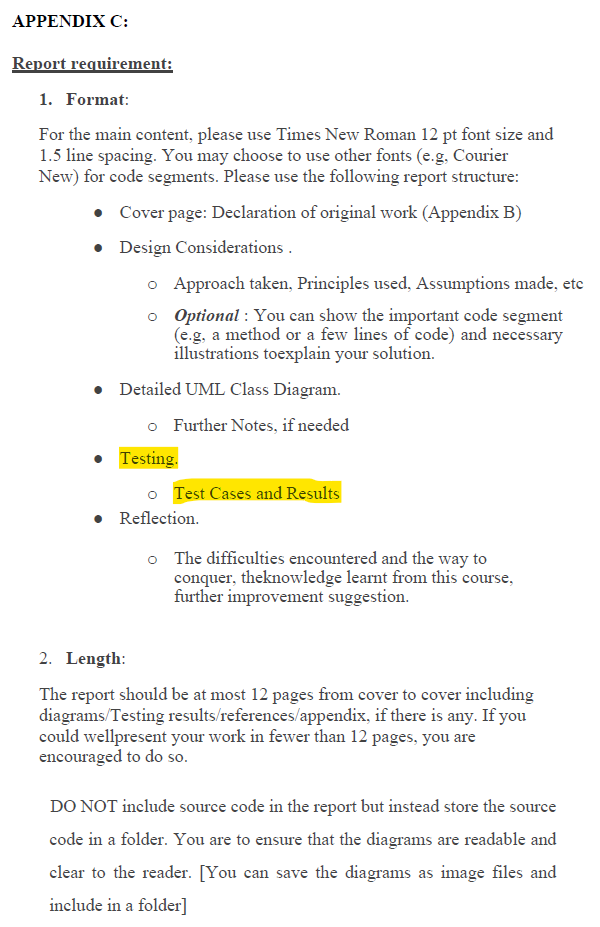 APPENDIX C:
Report requirement:
1. Format:
For the main content, please use Times New Roman 12 pt font size and
1.5 line spacing. You may choose to use other fonts (e.g, Courier
New) for code segments. Please use the following report structure:
● Cover page: Declaration of original work (Appendix B)
● Design Considerations .
○ Approach taken, Principles used, Assumptions made, etc
○ Optional : You can show the important code segment
(e.g, a method or a few lines of code) and necessary
illustrations toexplain your solution.
● Detailed UML Class Diagram.
○ Further Notes, if needed
● Testing.
○ Test Cases and Results
● Reflection.
○ The difficulties encountered and the way to
conquer, theknowledge learnt from this course,
further improvement suggestion.
2. Length:
The report should be at most 12 pages from cover to cover including
diagrams/Testing results/references/appendix, if there is any. If you
could wellpresent your work in fewer than 12 pages, you are
encouraged to do so.
DO NOT include source code in the report but instead store the source
code in a folder. You are to ensure that the diagrams are readable and
clear to the reader. [You can save the diagrams as image files and
include in a folder]